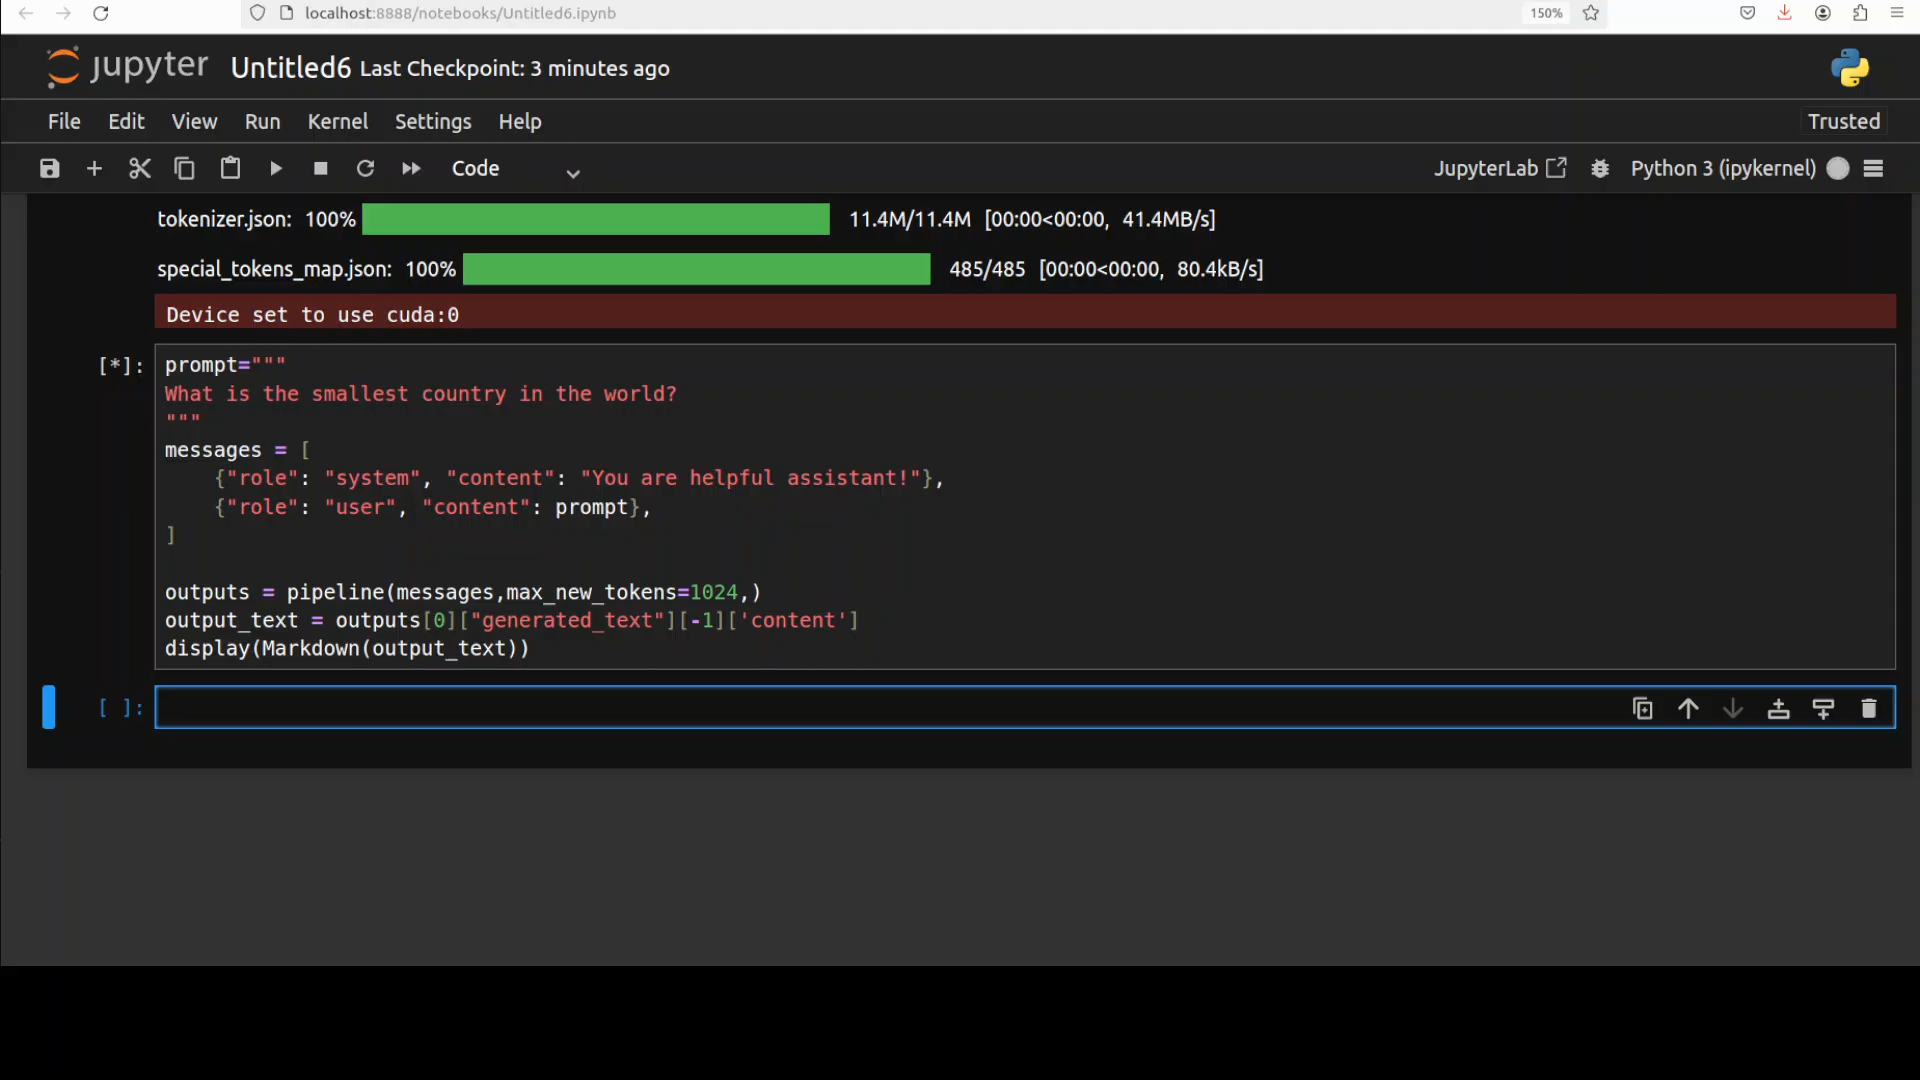 localhost:8888/notebooks/Untitled6.ipynb 150%
jupyter Untitled6 Last Checkpoint: 3 minutes ago
File Edit View Run Kernel Settings Help Trusted
Code JupyterLab Python 3 (ipykernel)
tokenizer.json: 100% 11.4M/11.4M [00:00<00:00, 41.4MB/s]
special_tokens_map.json: 100% 485/485 [00:00<00:00, 80.4kB/s]
Device set to use cuda:0
[*]: prompt="""
What is the smallest country in the world?
"""
messages = [
    {"role": "system", "content": "You are helpful assistant!"},
    {"role": "user", "content": prompt},
]
outputs = pipeline(messages,max_new_tokens=1024,)
output_text = outputs[0]["generated_text"][-1]['content']
display(Markdown(output_text))
[ ]: